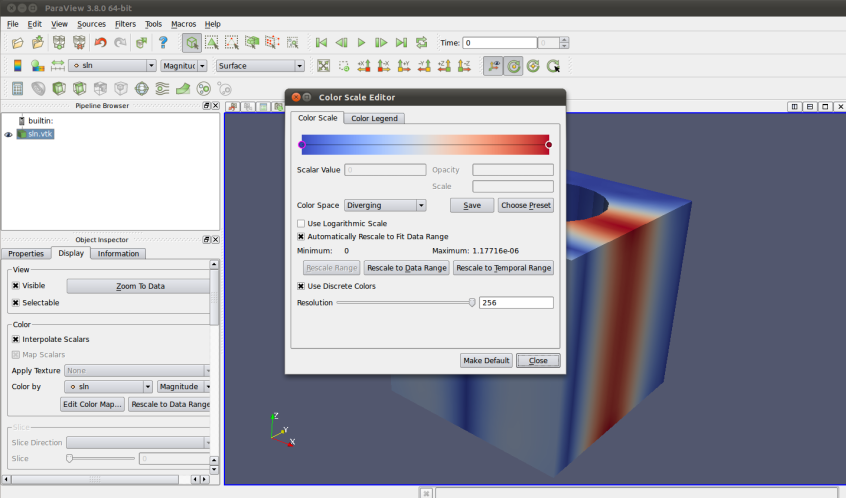 ParaView 3.8.0 64-bit
File Edit View Sources Filters Tools Macros Help
Time: 0 0
sln Magnituc Surface +X -X +Y -Y +Z -Z
Pipeline Browser
builtin:
sln.vtk
Object Inspector
Properties Display Information
View
Visible Zoom To Data
Selectable
Color
Interpolate Scalars
Map Scalars
Apply Texture None
Color by sln Magnitude
Edit Color Map... Rescale to Data Range
Slice
Slice Direction
Slice 0
Color Scale Editor
Color Scale Color Legend
Scalar Value 0 Opacity
Scale
Color Space Diverging Save Choose Preset
Use Logarithmic Scale
Automatically Rescale to Fit Data Range
Minimum: 0 Maximum: 1.17716e-06
Rescale Range Rescale to Data Range Rescale to Temporal Range
Use Discrete Colors
Resolution 256
Make Default Close
Z
Y
X